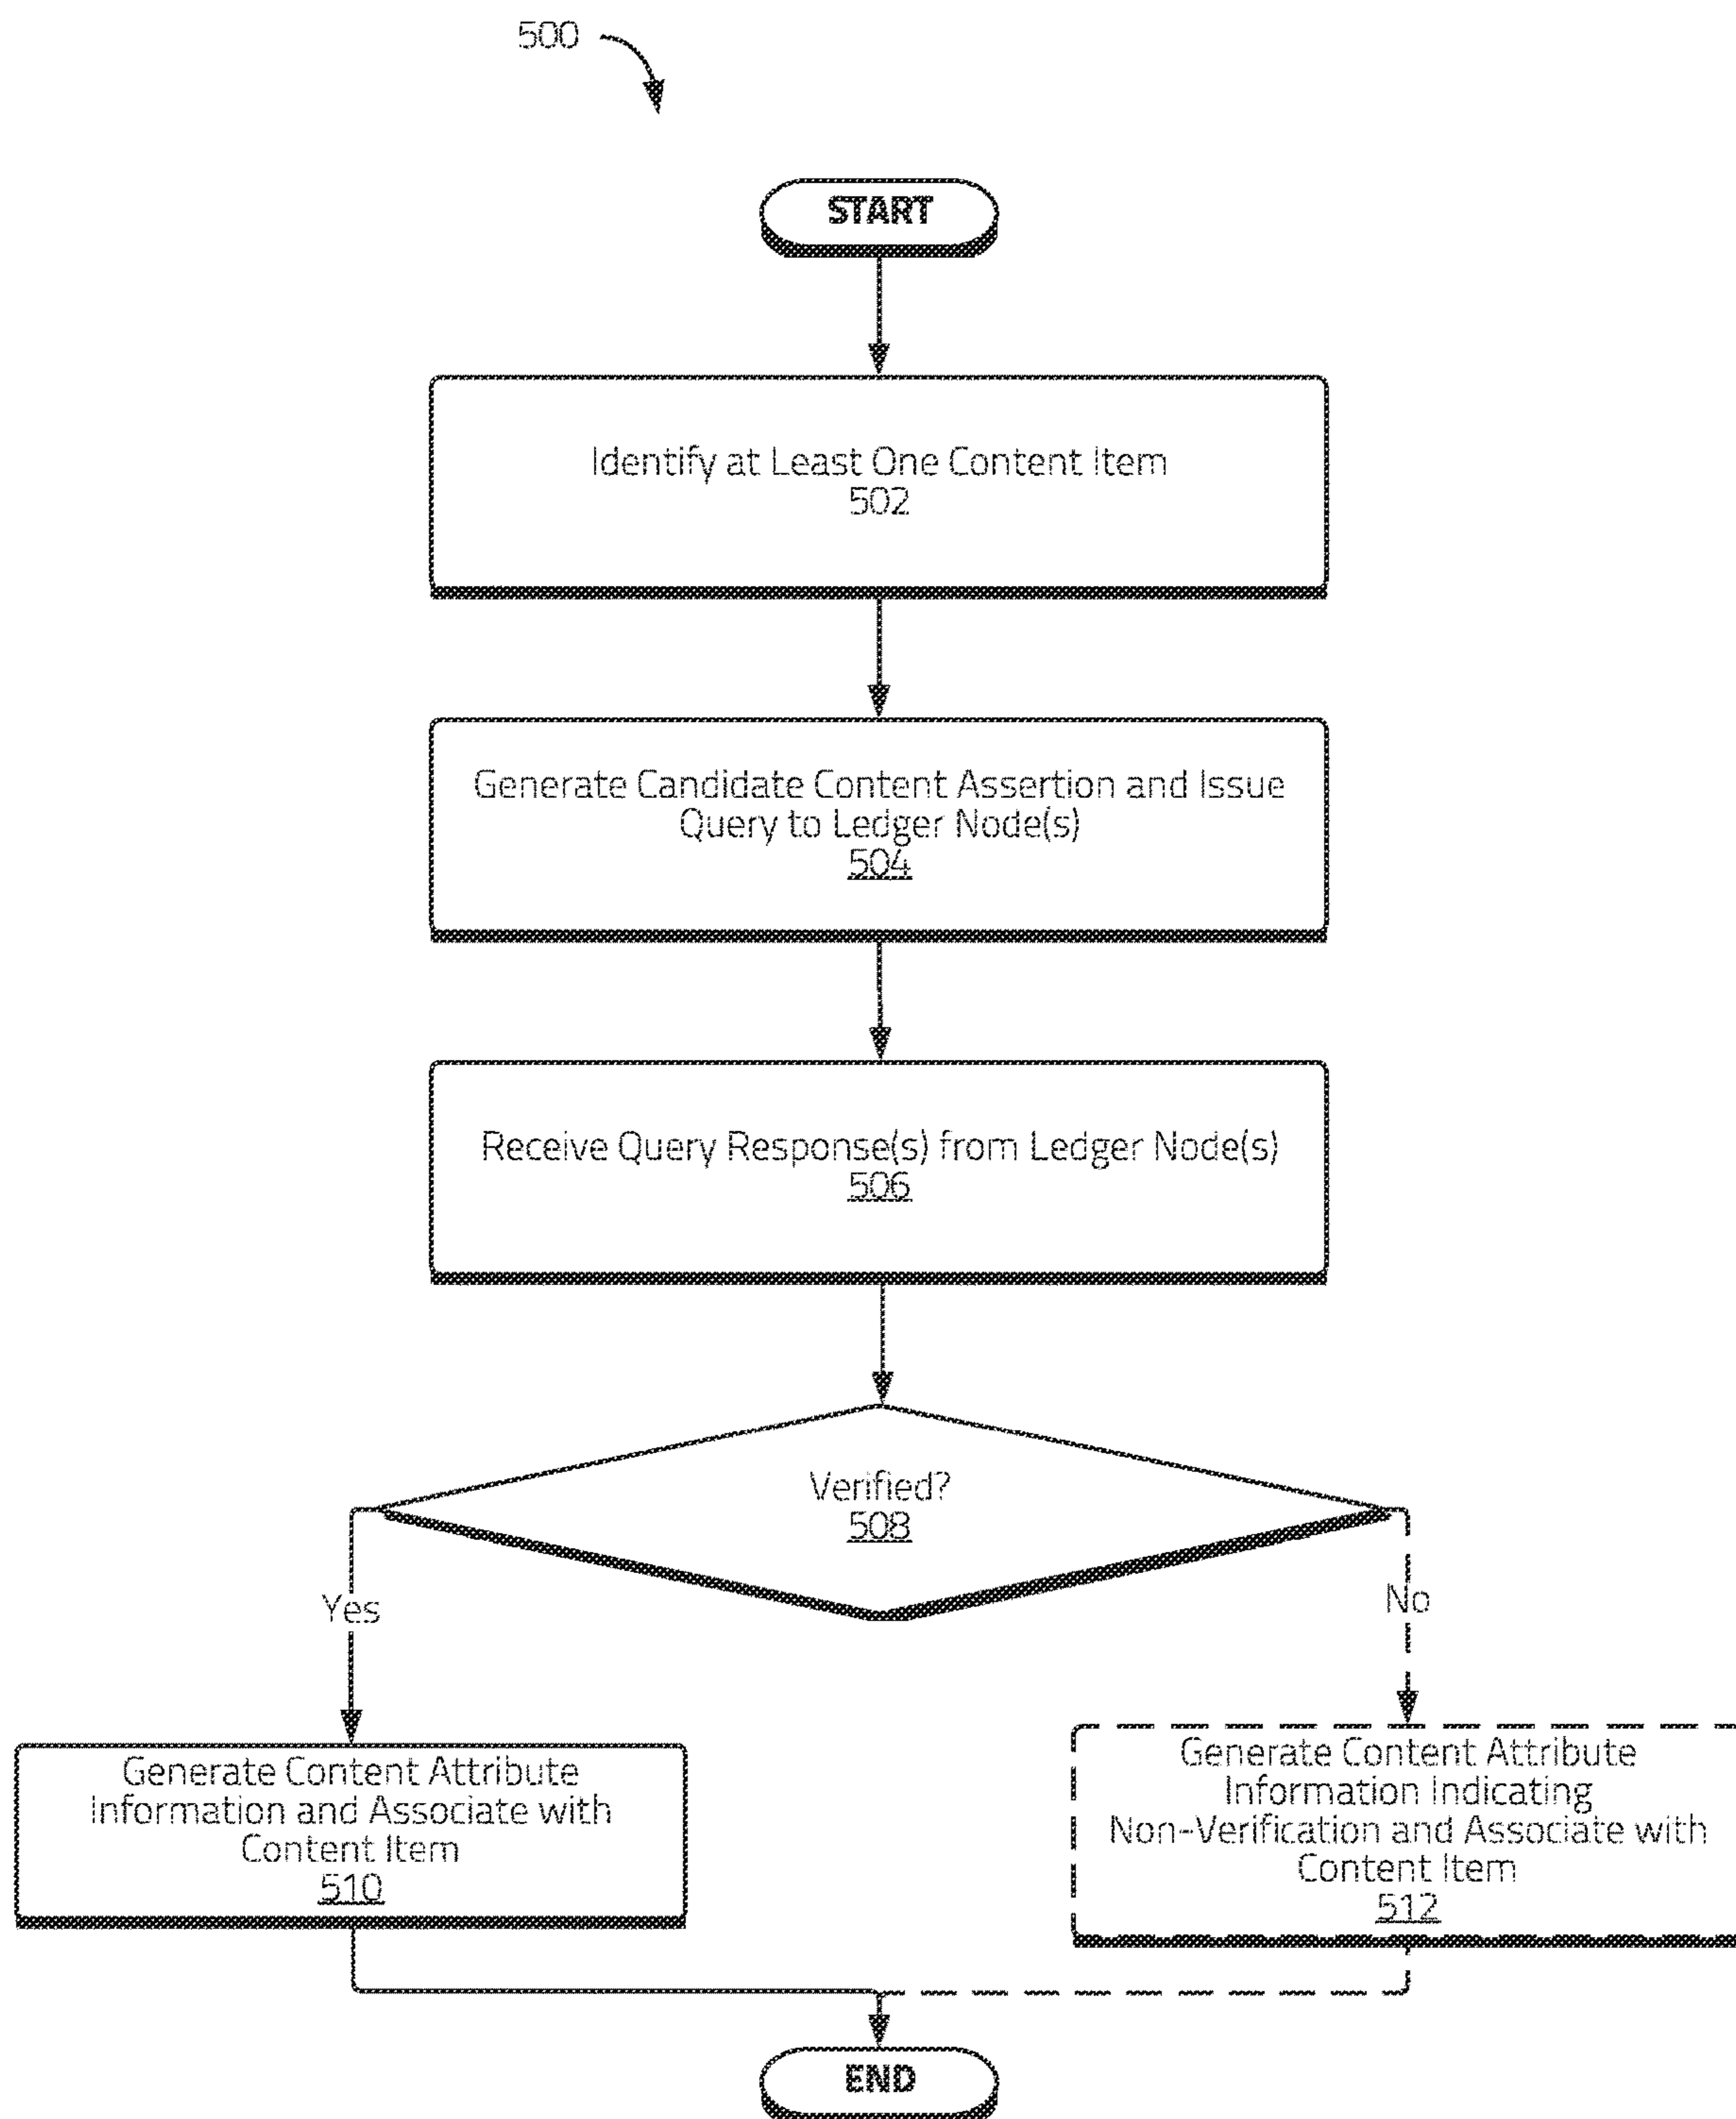 500
START
Identify at Least One Content Item
502
Generate Candidate Content Assertion and Issue
Query to Ledger Node(s)
504
Receive Query Response(s) from Ledger Node(s)
506
Verified?
508
Yes
No
Generate Content Attribute
Information and Associate with
Content Item
510
Generate Content Attribute
Information Indicating
Non-Verification and Associate with
Content Item
512
END